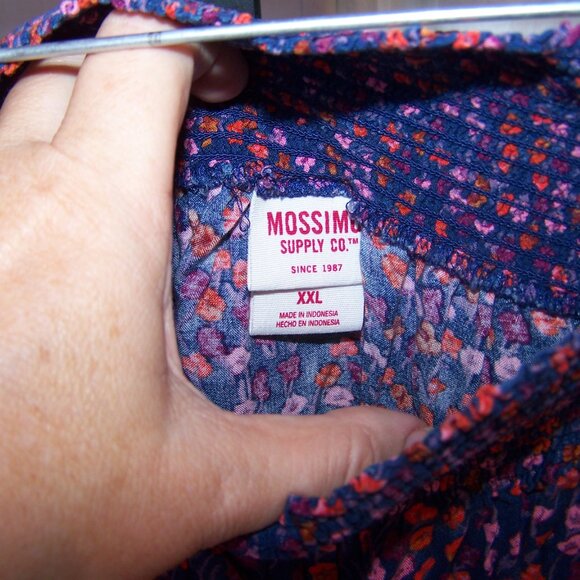 MOSSIMO
SUPPLY CO.™
SINCE 1987
XXL
MADE IN INDONESIA
HECHO EN INDONESIA